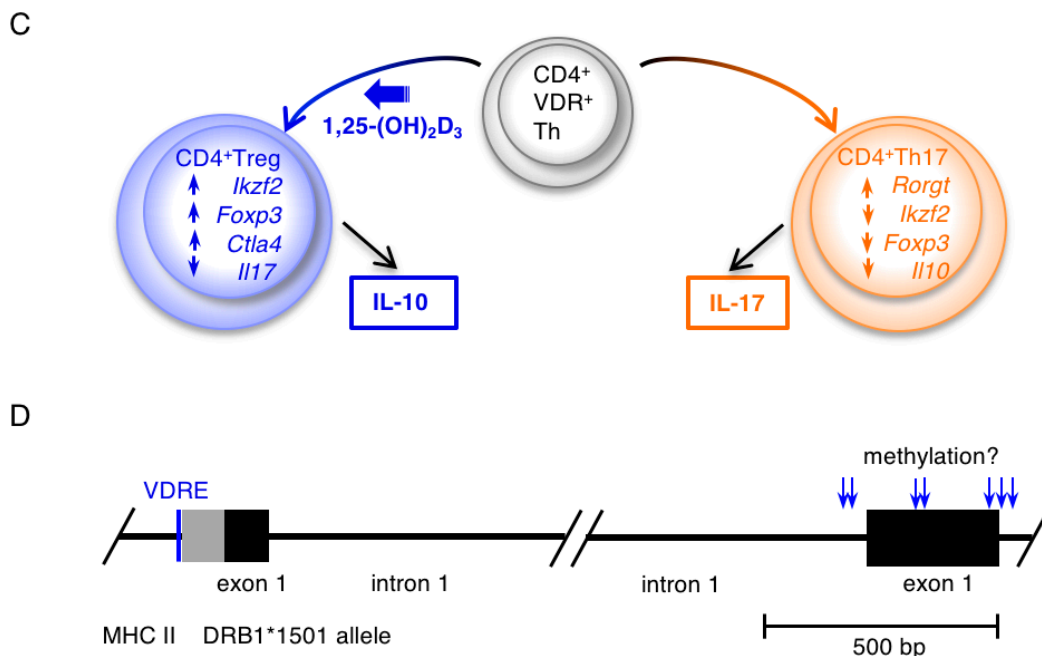 C
CD4+
VDR+
Th
1,25-(OH)2D3
CD4+Treg
Ikzf2
Foxp3
Ctla4
Il17
IL-10
CD4+Th17
Rorgt
Ikzf2
Foxp3
Il10
IL-17
D
methylation?
VDRE
exon 1
intron 1
intron 1
exon 1
MHC II DRB1*1501 allele
500 bp